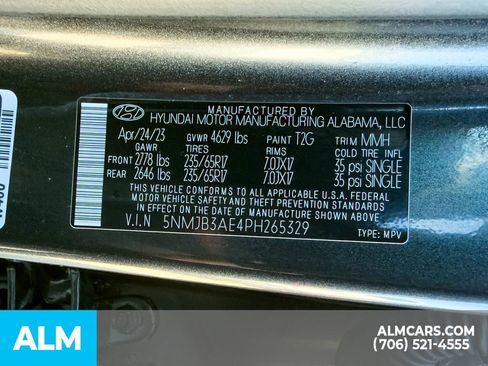 MANUFACTURED BY
HYUNDAI MOTOR MANUFACTURING ALABAMA, LLC
Apr/24/23 GVWR 4629 lbs PAINT T2G TRIM MMH
GAWR TIRES RIMS COLD TIRE INFL
FRONT 2778 lbs 235/65R17 7.0JX17 35 psi SINGLE
REAR 2646 lbs 235/65R17 7.0JX17 35 psi SINGLE
THIS VEHICLE CONFORMS TO ALL APPLICABLE U.S.A. FEDERAL
MOTOR VEHICLE SAFETY AND THEFT PREVENTION STANDARDS
IN EFFECT ON THE DATE OF MANUFACTURE SHOWN ABOVE.
V.I.N 5NMJB3AE4PH265329
TYPE: MPV
ALM
ALMCARS.COM
(706) 521-4555